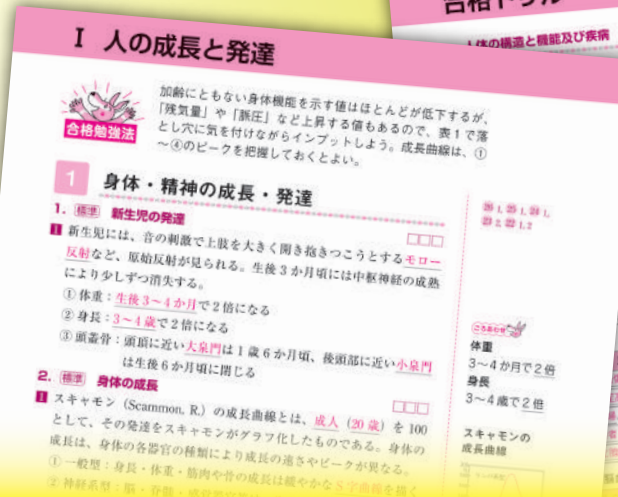 合格ドリル
人体の構造と機能及び疾病
I 人の成長と発達
合格勉強法
加齢にともない身体機能を示す値はほとんどが低下するが、
「残気量」や「脈圧」など上昇する値もあるので、表1で落
とし穴に気を付けながらインプットしよう。成長曲線は、①
~④のピークを把握しておくとよい。
1 身体・精神の成長・発達
1. 標準 新生児の発達
1 新生児には、音の刺激で上肢を大きく開き抱きつこうとするモロー
反射など、原始反射が見られる。生後3か月頃には中枢神経の成熟
により少しずつ消失する。
①体重:生後3~4か月で2倍になる
②身長:3~4歳で2倍になる
③頭蓋骨:頭頂に近い大泉門は1歳6か月頃、後頭部に近い小泉門
は生後6か月頃に閉じる
2. 標準 身体の成長
1 スキャモン(Scammon, R.)の成長曲線とは、成人(20歳)を100
として、その発達をスキャモンがグラフ化したものである。身体の
成長は、身体の各器官の種類により成長の速さやピークが異なる。
①一般型:身長・体重・筋肉や骨の成長は緩やかなS字曲線を描く
②神経系型:脳・脊髄・感覚器官
ごろあわせ
体重
3~4か月で2倍
身長
3~4歳で2倍
スキャモンの
成長曲線